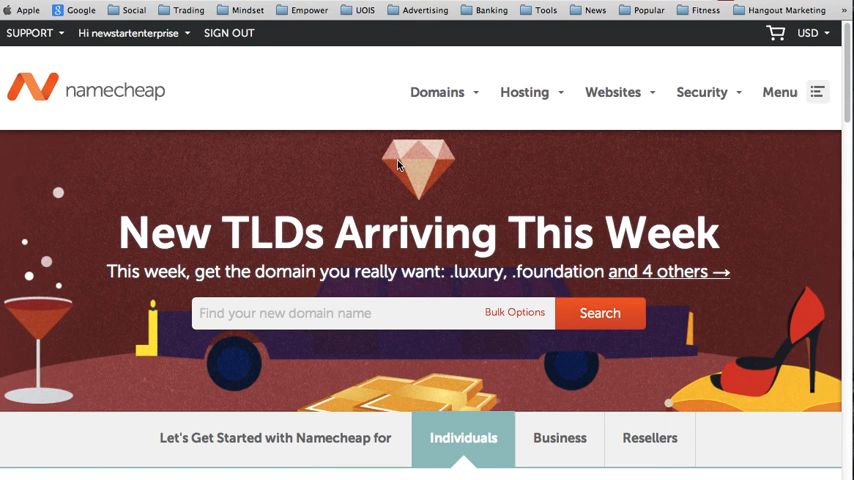 Apple Google Social Trading Mindset Empower UOIS Advertising Banking Tools News Popular Fitness Hangout Marketing »
SUPPORT Hi newstartenterprise SIGN OUT USD
namecheap Domains Hosting Websites Security Menu
New TLDs Arriving This Week
This week, get the domain you really want: .luxury, .foundation and 4 others →
Find your new domain name Bulk Options Search
Let's Get Started with Namecheap for Individuals Business Resellers